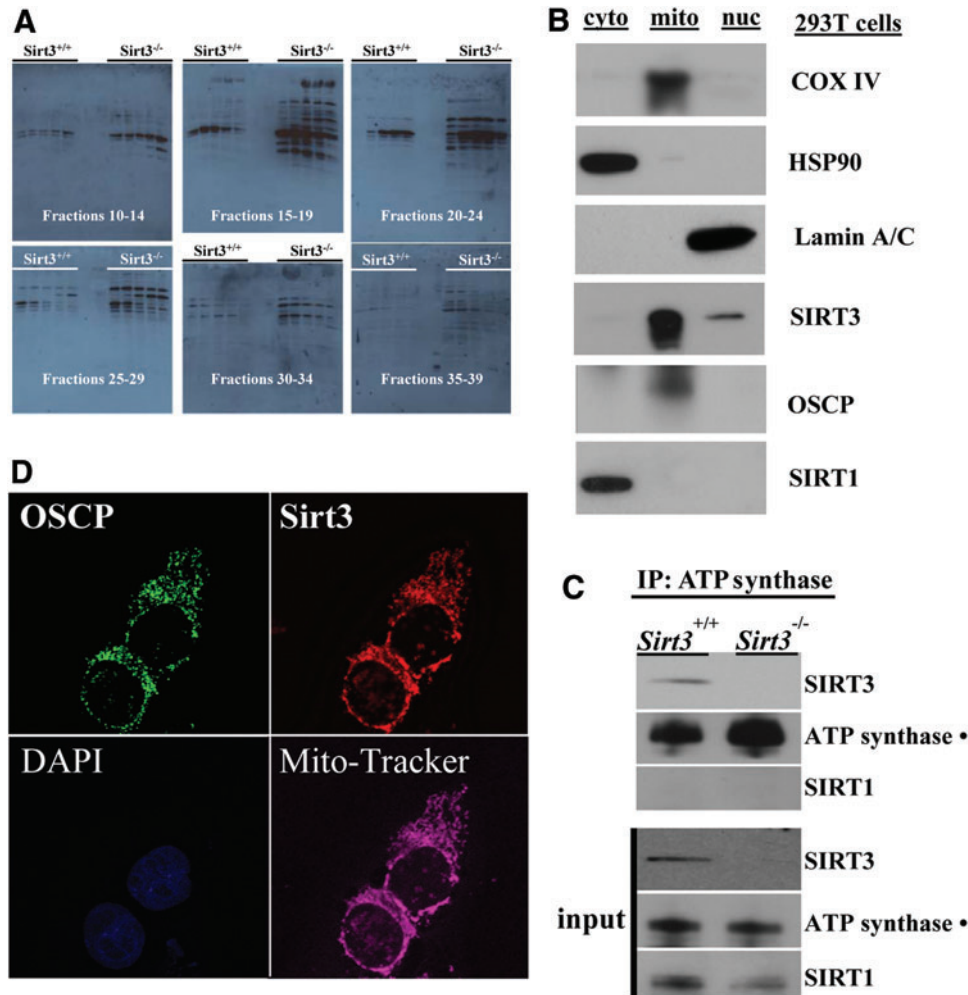 A
Sirt3+/+ Sirt3-/- Sirt3+/+ Sirt3-/- Sirt3+/+ Sirt3-/-
Fractions 10-14 Fractions 15-19 Fractions 20-24
Sirt3+/+ Sirt3-/- Sirt3+/+ Sirt3-/- Sirt3+/+ Sirt3-/-
Fractions 25-29 Fractions 30-34 Fractions 35-39
B
cyto mito nuc 293T cells
COX IV
HSP90
Lamin A/C
SIRT3
OSCP
SIRT1
C
IP: ATP synthase
Sirt3+/+ Sirt3-/-
SIRT3
ATP synthase •
SIRT1
input
SIRT3
ATP synthase •
SIRT1
D
OSCP Sirt3
DAPI Mito-Tracker